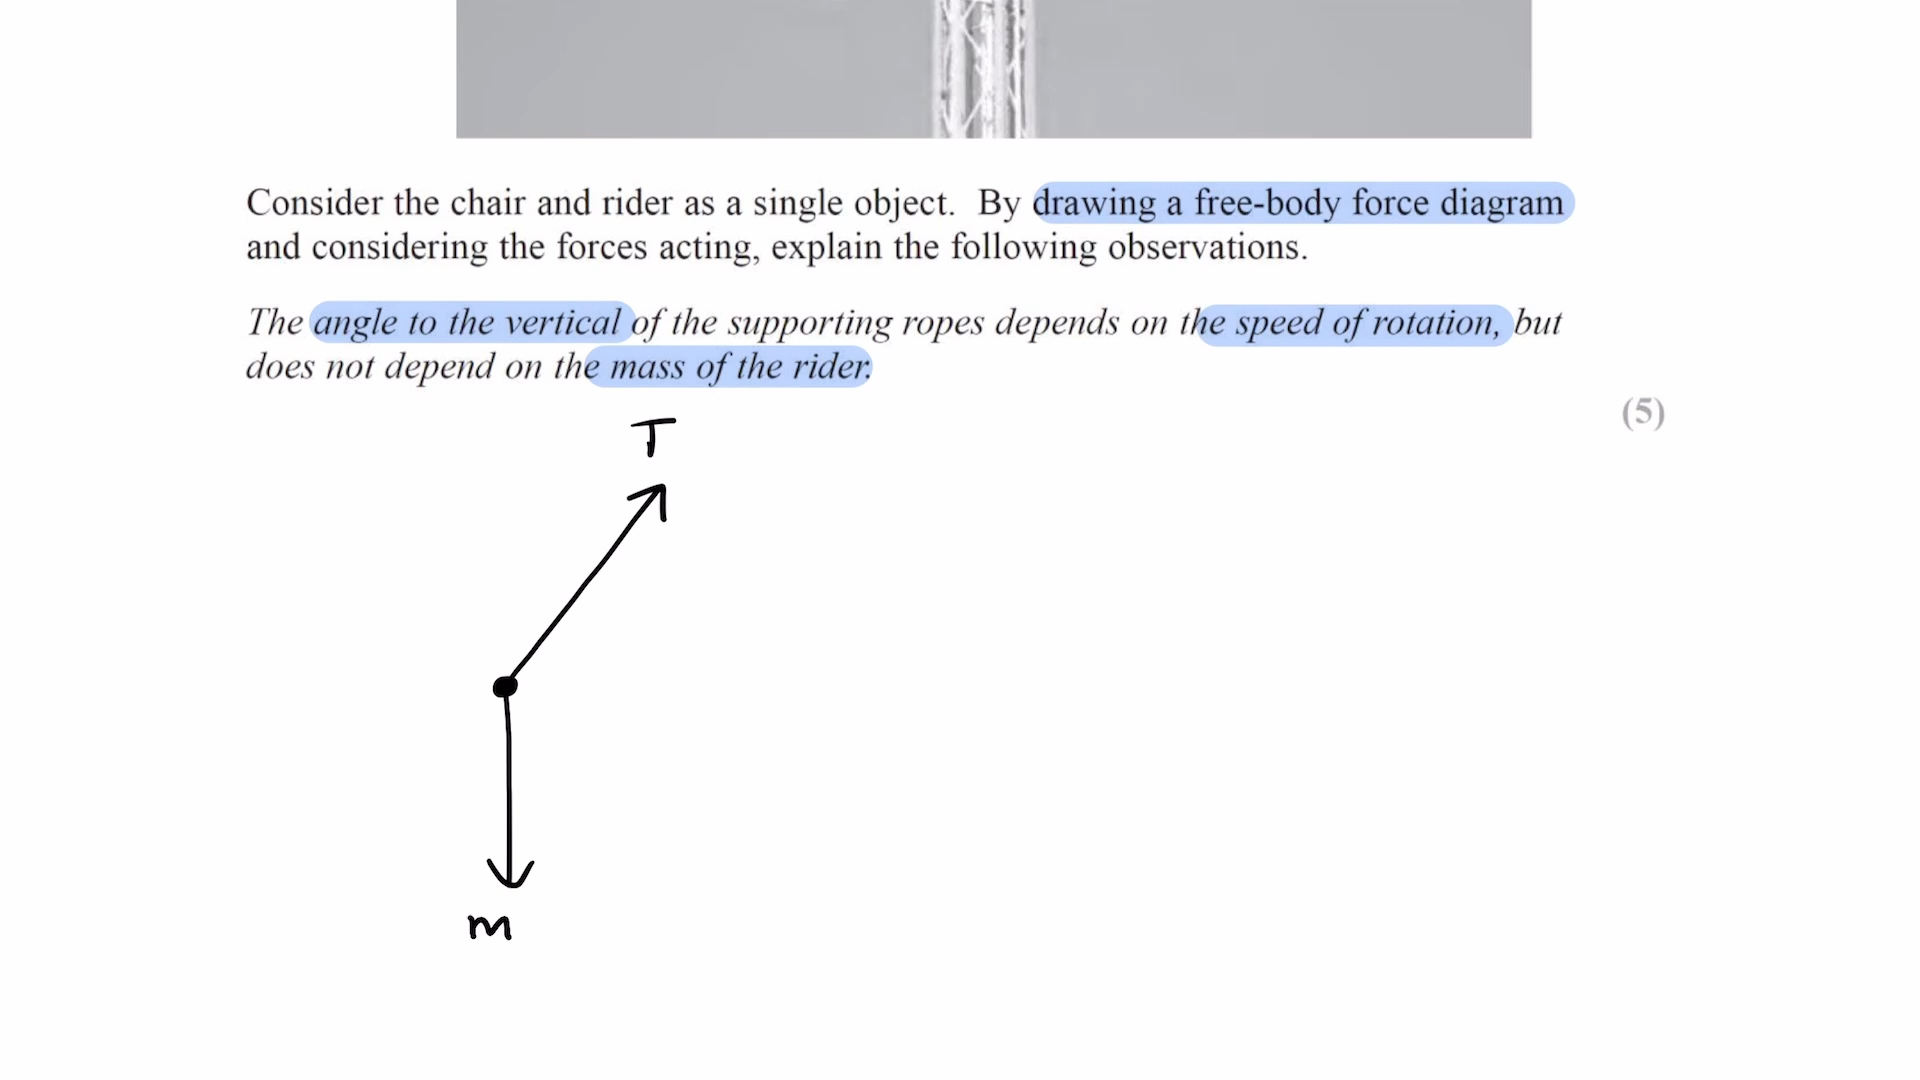 Consider the chair and rider as a single object. By drawing a free-body force diagram
and considering the forces acting, explain the following observations.
The angle to the vertical of the supporting ropes depends on the speed of rotation, but
does not depend on the mass of the rider.
(5)
T
m